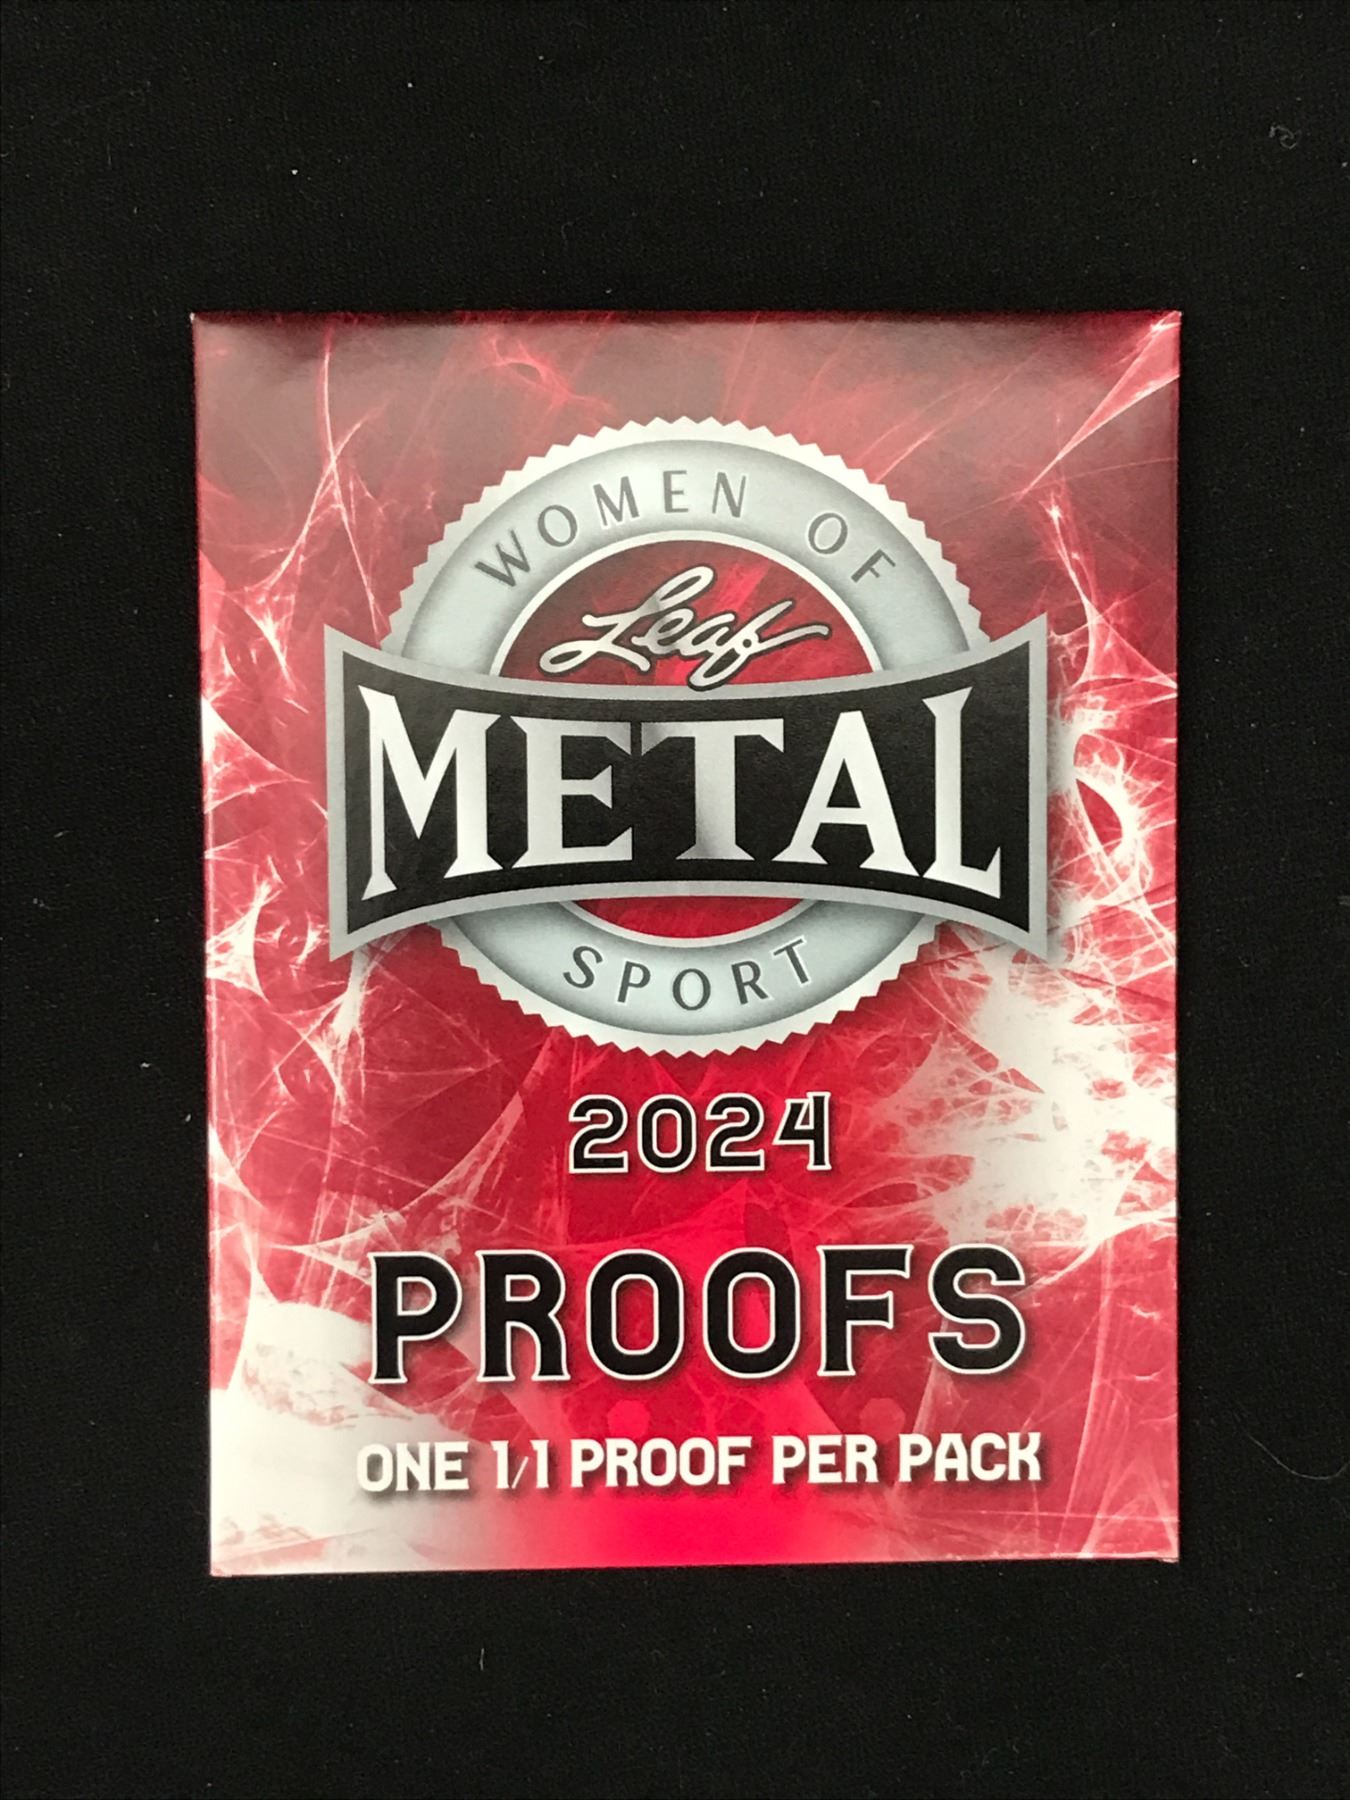 WOMEN OF
Leaf
METAL
SPORT
2024
PROOFS
ONE 1/1 PROOF PER PACK